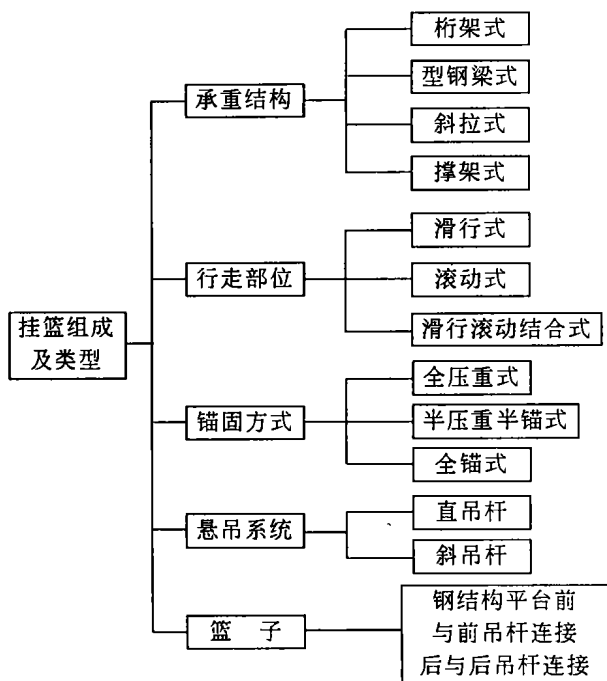 桁架式
型钢梁式
承重结构
斜拉式
撑架式
滑行式
行走部位
滚动式
滑行滚动结合式
挂篮组成
及类型
全压重式
锚固方式
半压重半锚式
全锚式
直吊杆
悬吊系统
斜吊杆
篮 子
钢结构平台前
与前吊杆连接
后与后吊杆连接